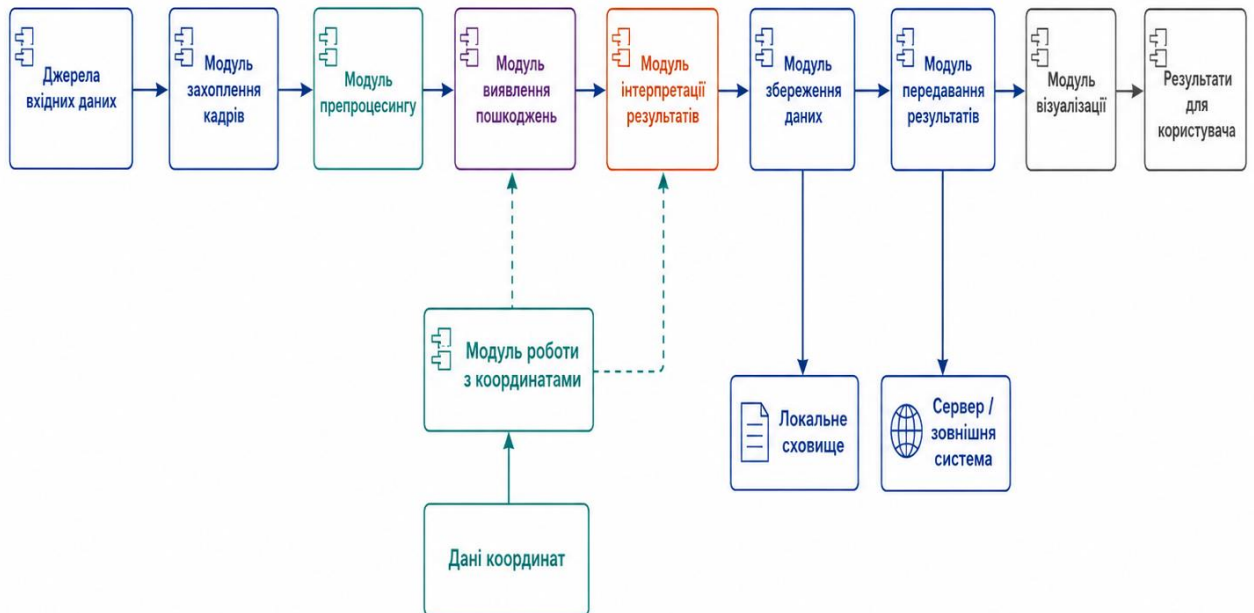 Джерела
вхідних даних
Модуль
захоплення
кадрів
Модуль
препроцесингу
Модуль
виявлення
пошкоджень
Модуль
інтерпретації
результатів
Модуль
збереження
даних
Модуль
передавання
результатів
Модуль
візуалізації
Результати
для
користувача
Модуль роботи
з координатами
Локальне
сховище
Сервер /
зовнішня
система
Дані координат